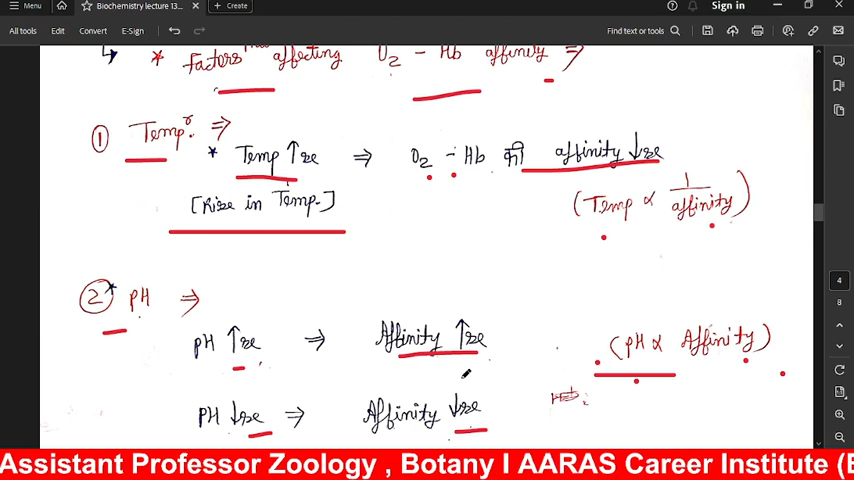 Menu
Biochemistry lecture 13...
Create
Sign in
All tools Edit Convert E-Sign
Find text or tools
* Factors that affecting O2 - Hb affinity ⇒
① Tempr. ⇒
* Temp ↑se ⇒ O2 - Hb की affinity ↓se
[Rise in Temp.]
(Temp ∝ 1/affinity)
②* pH ⇒
pH ↑se ⇒ Affinity ↑se
(pH ∝ Affinity)
PH ↓se ⇒ Affinity ↓se
4
8
Assistant Professor Zoology , Botany I AARAS Career Institute (